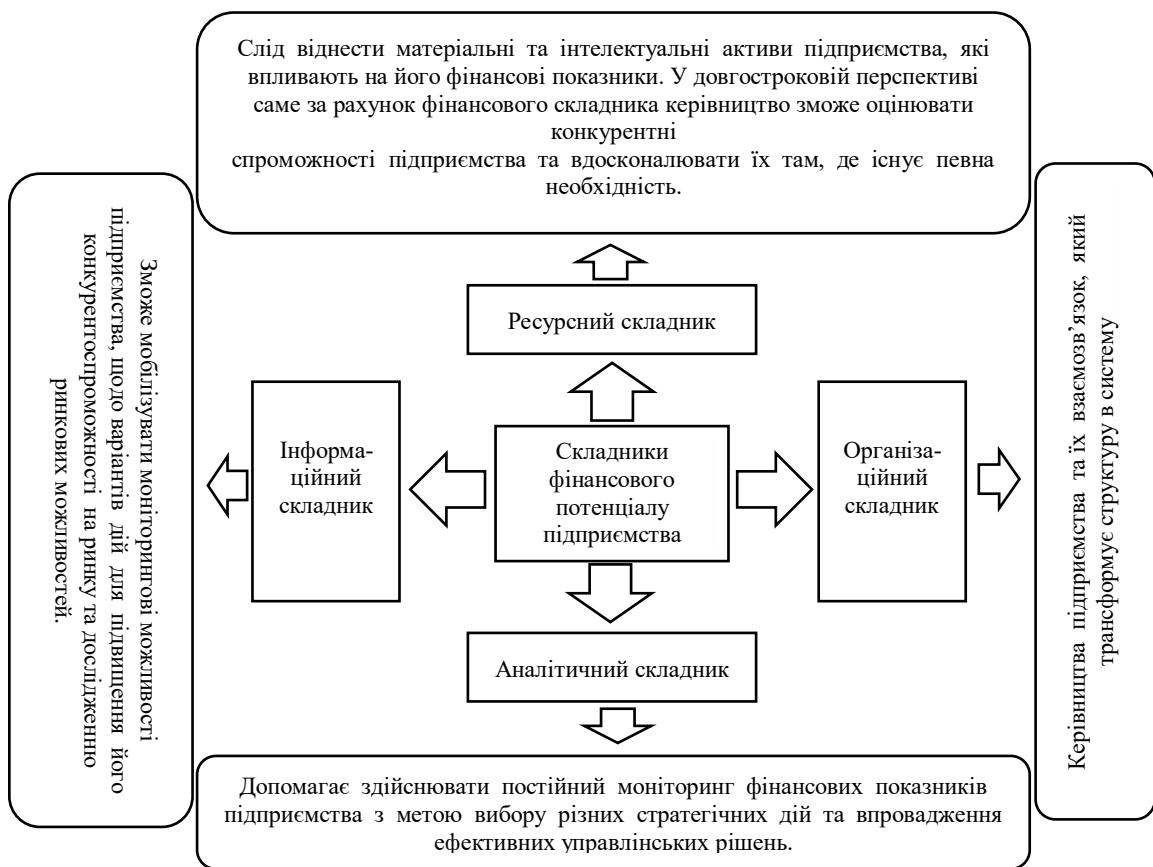 Слід віднести матеріальні та інтелектуальні активи підприємства, які
впливають на його фінансові показники. У довгостроковій перспективі
саме за рахунок фінансового складника керівництво зможе оцінювати
конкурентні
спроможності підприємства та вдосконалювати їх там, де існує певна
необхідність.
Зможе мобілізувати моніторингові можливості
підприємства, щодо варіантів дій для підвищення його
конкурентоспроможності на ринку та дослідженню
ринкових можливостей.
Ресурсний складник
Інформа-
ційний
складник
Складники
фінансового
потенціалу
підприємства
Організа-
ційний
складник
Аналітичний складник
Керівництва підприємства та їх взаємозв’язок, який
трансформує структуру в систему
Допомагає здійснювати постійний моніторинг фінансових показників
підприємства з метою вибору різних стратегічних дій та впровадження
ефективних управлінських рішень.